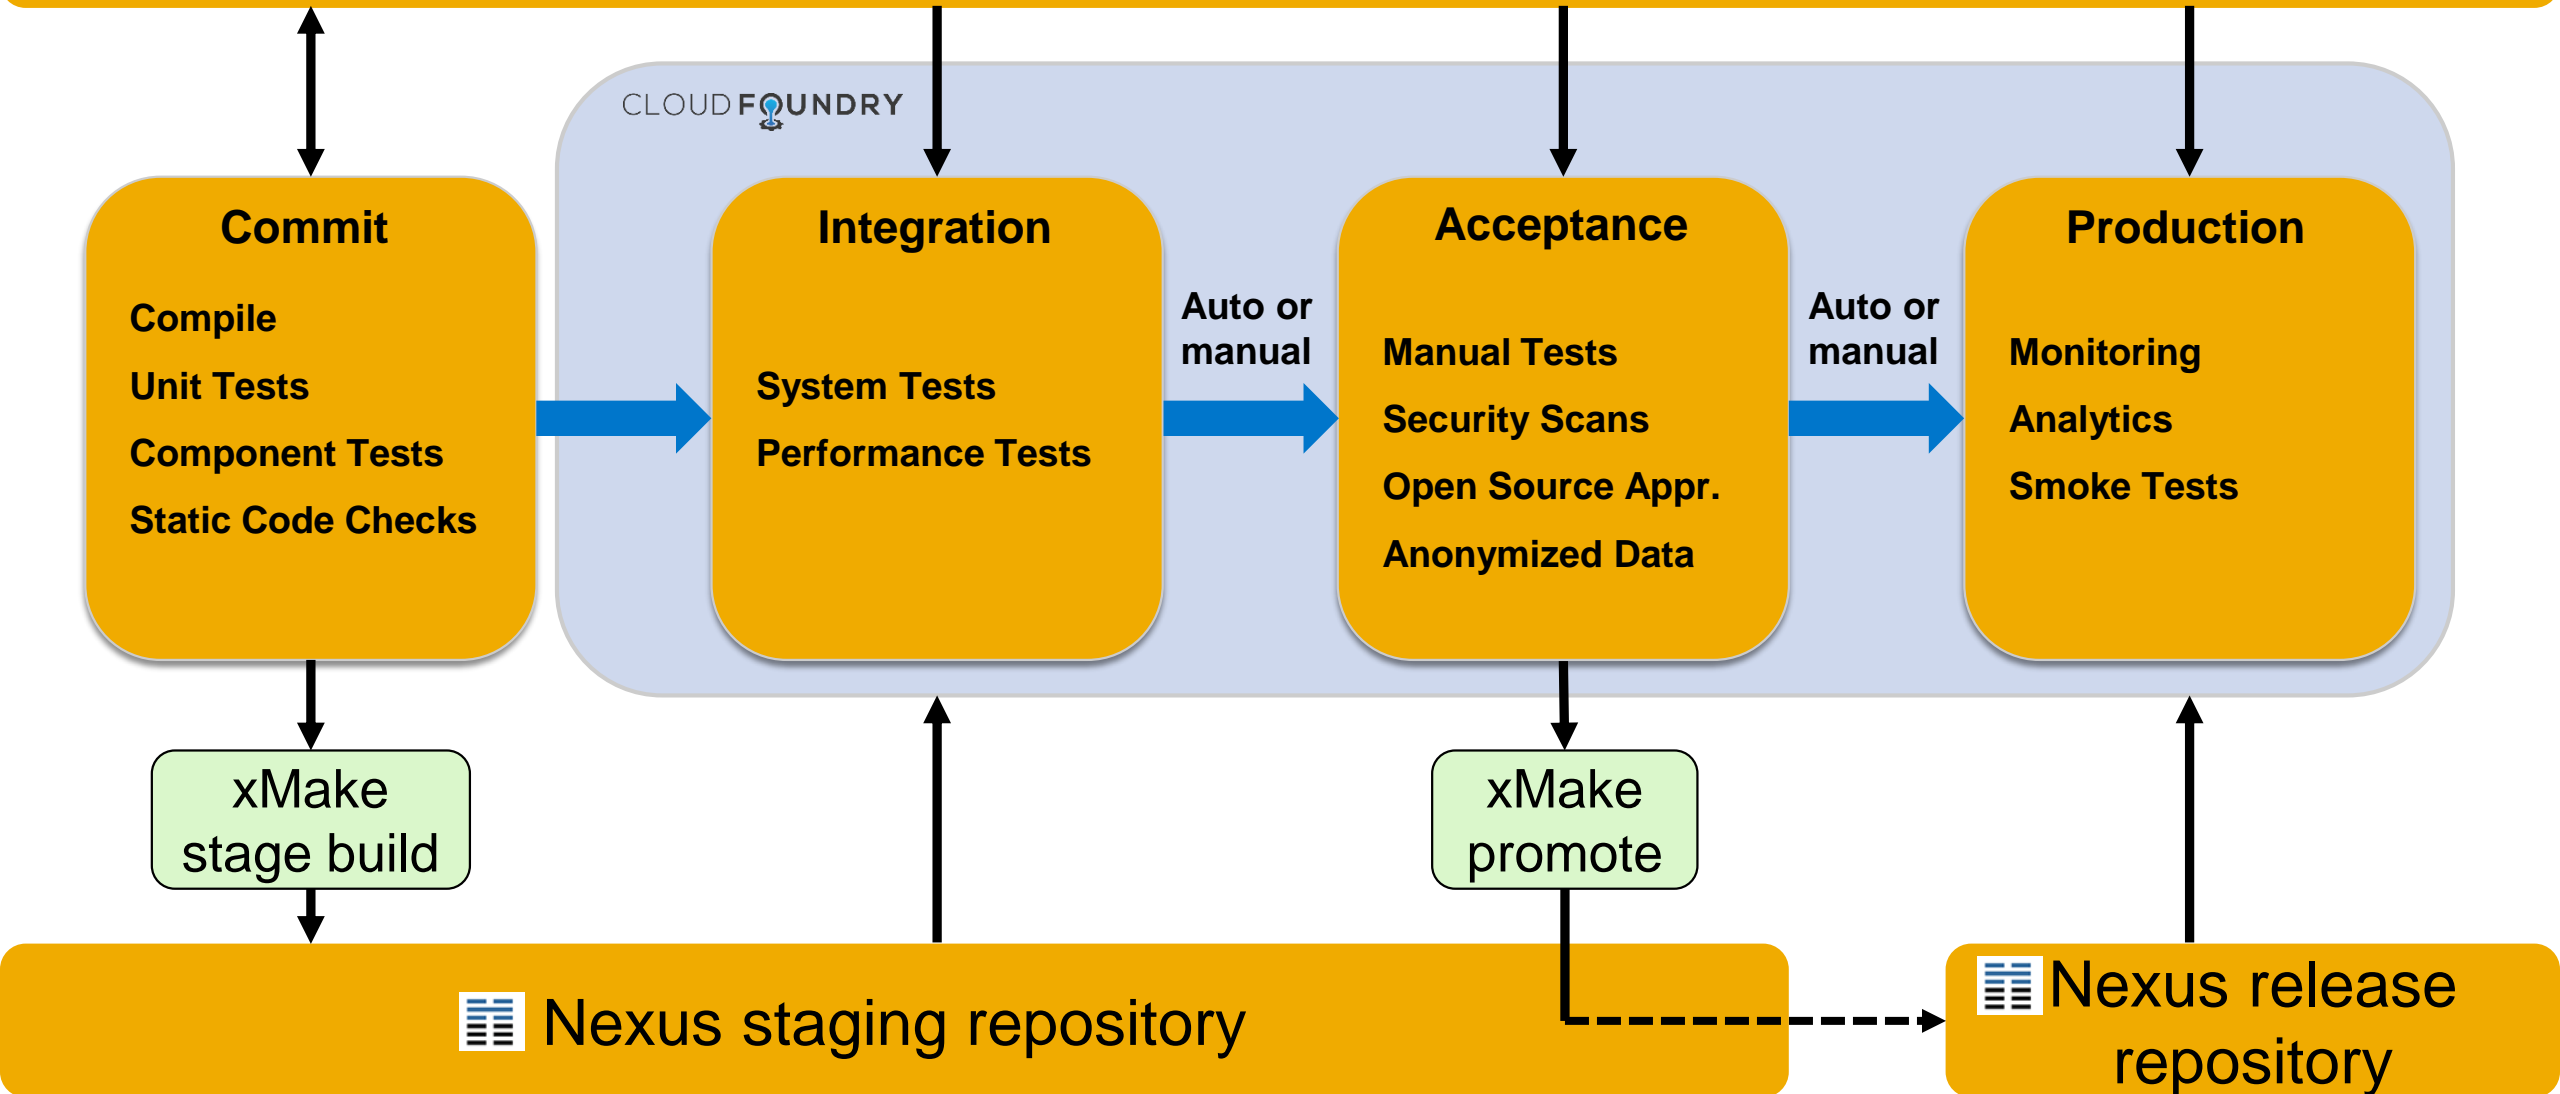 CLOUD FOUNDRY
Commit
Compile
Unit Tests
Component Tests
Static Code Checks
Integration
System Tests
Performance Tests
Auto or
manual
Acceptance
Manual Tests
Security Scans
Open Source Appr.
Anonymized Data
Auto or
manual
Production
Monitoring
Analytics
Smoke Tests
xMake
stage build
xMake
promote
Nexus staging repository
Nexus release
repository